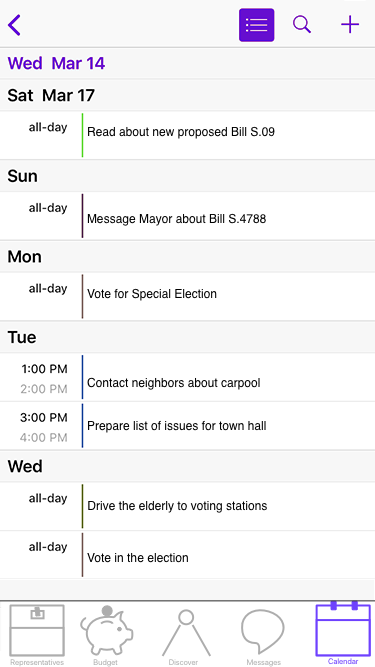 Wed Mar 14
Sat Mar 17
all-day
Read about new proposed Bill S.09
Sun
all-day
Message Mayor about Bill S.4788
Mon
all-day
Vote for Special Election
Tue
1:00 PM
2:00 PM
Contact neighbors about carpool
3:00 PM
4:00 PM
Prepare list of issues for town hall
Wed
all-day
Drive the elderly to voting stations
all-day
Vote in the election
Representatives
Budget
Discover
Messages
Calendar